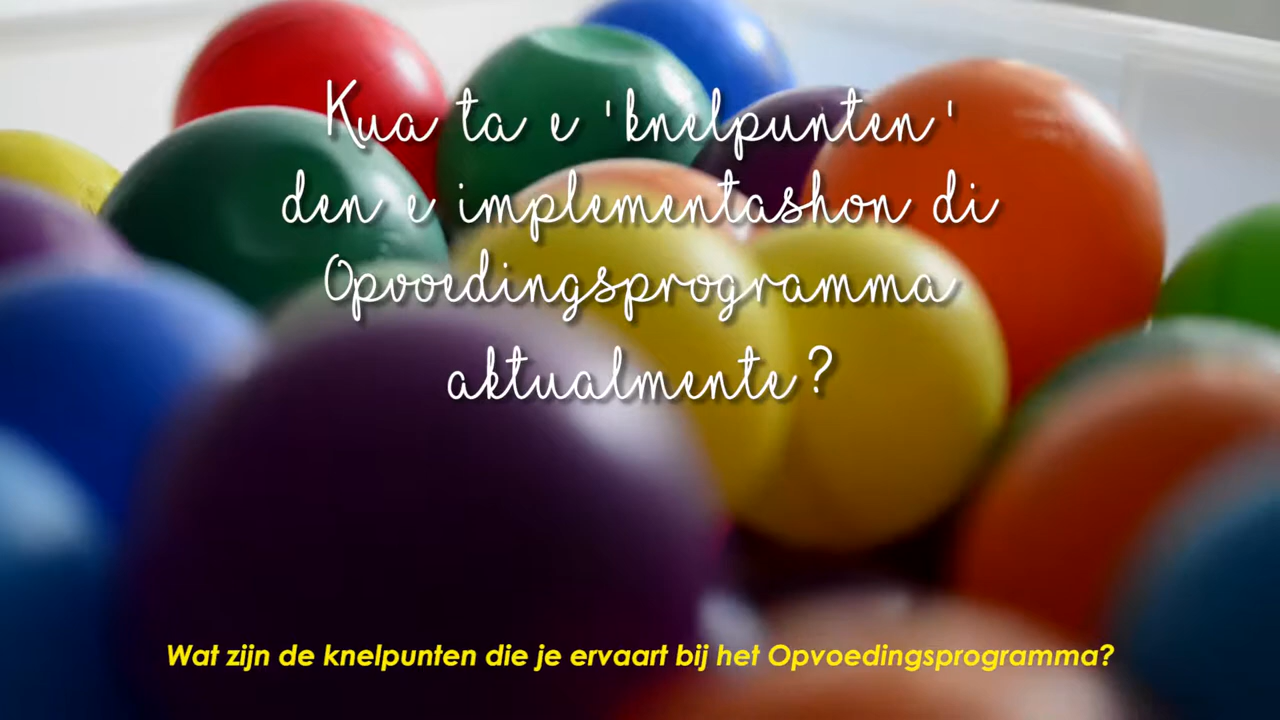 Kua ta e 'knelpunten'
den e implementashon di
Opvoedingsprogramma
aktualmente?
Wat zijn de knelpunten die je ervaart bij het Opvoedingsprogramma?